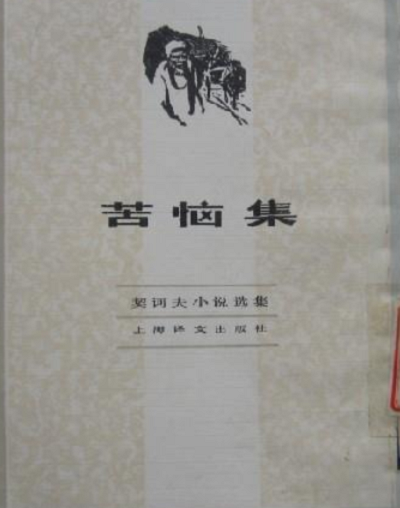 苦恼集
契诃夫小说选集
上海译文出版社